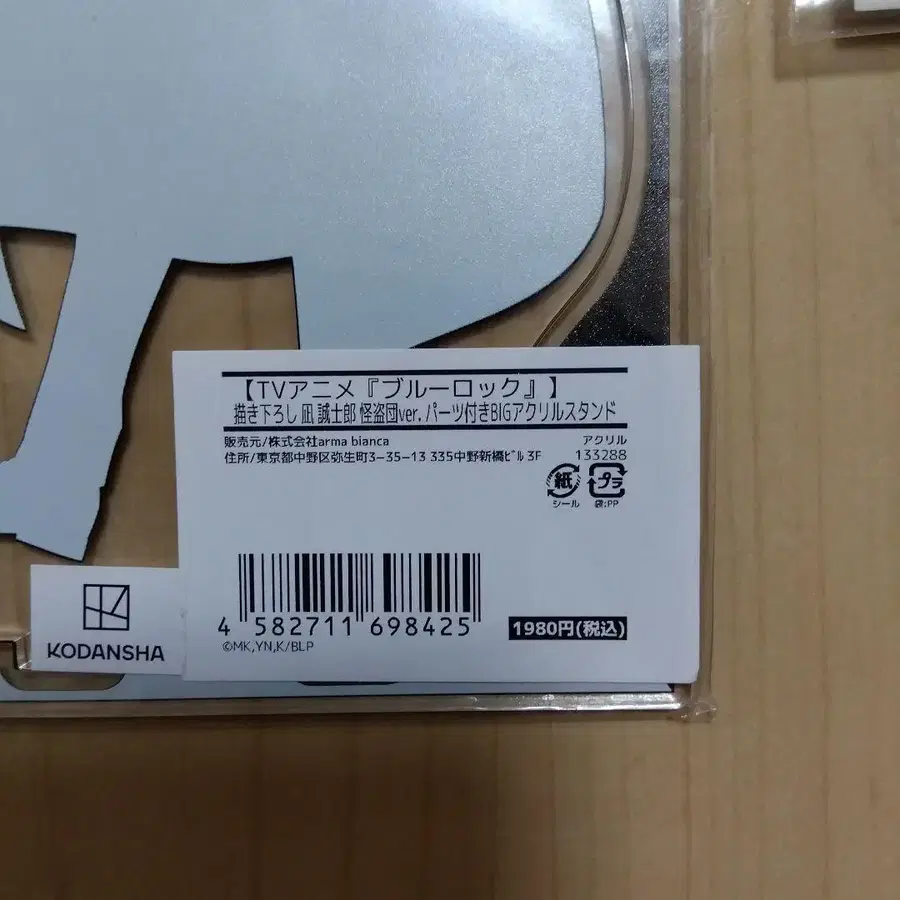 【TVアニメ『ブルーロック』】
描き下ろし 凪 誠士郎 怪盗団ver. パーツ付きBIGアクリルスタンド
販売元/株式会社arma bianca
アクリル
住所/東京都中野区弥生町3-35-13 335中野新橋ﾋﾞﾙ 3F
133288
紙
プラ
シール
袋:PP
4 582711 698425
1980円(税込)
©MK,YN,K/BLP
KODANSHA